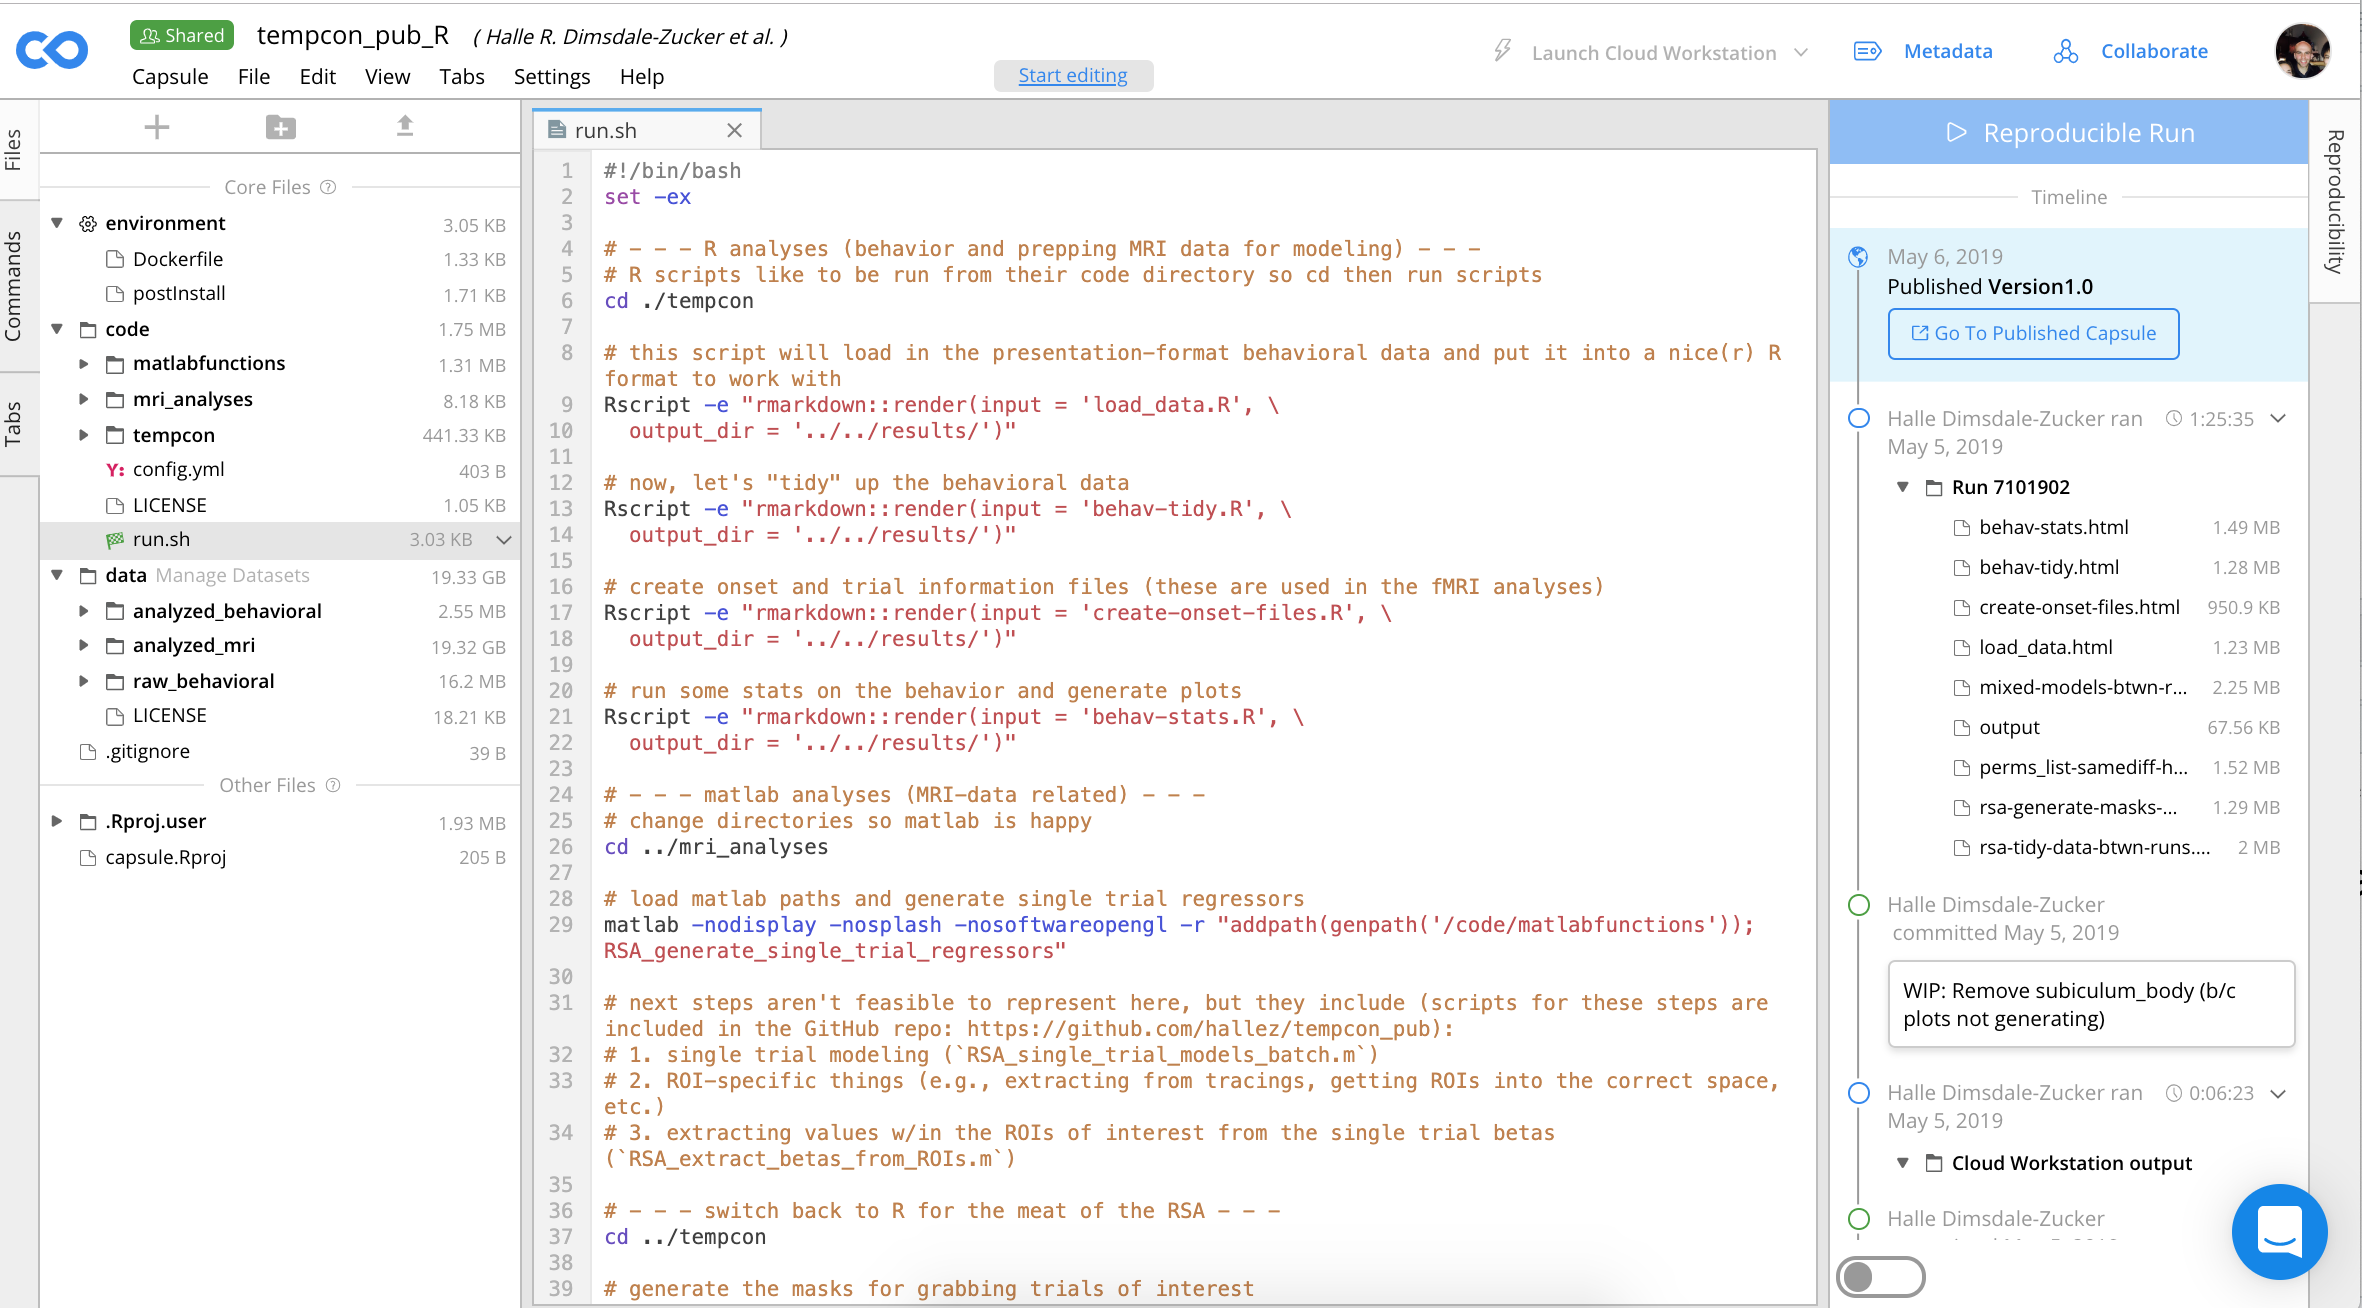 Shared tempcon_pub_R ( Halle R. Dimsdale-Zucker et al. )
Capsule File Edit View Tabs Settings Help
Start editing
Launch Cloud Workstation
Metadata
Collaborate
Files
Commands
Tabs
Core Files
environment 3.05 KB
Dockerfile 1.33 KB
postInstall 1.71 KB
code 1.75 MB
matlabfunctions 1.31 MB
mri_analyses 8.18 KB
tempcon 441.33 KB
Y: config.yml 403 B
LICENSE 1.05 KB
run.sh 3.03 KB
data Manage Datasets 19.33 GB
analyzed_behavioral 2.55 MB
analyzed_mri 19.32 GB
raw_behavioral 16.2 MB
LICENSE 18.21 KB
.gitignore 39 B
Other Files
.Rproj.user 1.93 MB
capsule.Rproj 205 B
run.sh
1 #!/bin/bash
2 set -ex
3
4 # - - - R analyses (behavior and prepping MRI data for modeling) - - -
5 # R scripts like to be run from their code directory so cd then run scripts
6 cd ./tempcon
7
8 # this script will load in the presentation-format behavioral data and put it into a nice(r) R
format to work with
9 Rscript -e "rmarkdown::render(input = 'load_data.R', \
10 output_dir = '../../results/')"
11
12 # now, let's "tidy" up the behavioral data
13 Rscript -e "rmarkdown::render(input = 'behav-tidy.R', \
14 output_dir = '../../results/')"
15
16 # create onset and trial information files (these are used in the fMRI analyses)
17 Rscript -e "rmarkdown::render(input = 'create-onset-files.R', \
18 output_dir = '../../results/')"
19
20 # run some stats on the behavior and generate plots
21 Rscript -e "rmarkdown::render(input = 'behav-stats.R', \
22 output_dir = '../../results/')"
23
24 # - - - matlab analyses (MRI-data related) - - -
25 # change directories so matlab is happy
26 cd ../mri_analyses
27
28 # load matlab paths and generate single trial regressors
29 matlab -nodisplay -nosplash -nosoftwareopengl -r "addpath(genpath('/code/matlabfunctions'));
RSA_generate_single_trial_regressors"
30
31 # next steps aren't feasible to represent here, but they include (scripts for these steps are
included in the GitHub repo: https://github.com/hallez/tempcon_pub):
32 # 1. single trial modeling (`RSA_single_trial_models_batch.m`)
33 # 2. ROI-specific things (e.g., extracting from tracings, getting ROIs into the correct space,
etc.)
34 # 3. extracting values w/in the ROIs of interest from the single trial betas
(`RSA_extract_betas_from_ROIs.m`)
35
36 # - - - switch back to R for the meat of the RSA - - -
37 cd ../tempcon
38
39 # generate the masks for grabbing trials of interest
Reproducible Run
Timeline
May 6, 2019
Published Version1.0
Go To Published Capsule
Halle Dimsdale-Zucker ran 1:25:35
May 5, 2019
Run 7101902
behav-stats.html 1.49 MB
behav-tidy.html 1.28 MB
create-onset-files.html 950.9 KB
load_data.html 1.23 MB
mixed-models-btwn-r... 2.25 MB
output 67.56 KB
perms_list-samediff-h... 1.52 MB
rsa-generate-masks-... 1.29 MB
rsa-tidy-data-btwn-runs.... 2 MB
Halle Dimsdale-Zucker
committed May 5, 2019
WIP: Remove subiculum_body (b/c
plots not generating)
Halle Dimsdale-Zucker ran 0:06:23
May 5, 2019
Cloud Workstation output
Halle Dimsdale-Zucker
Reproducibility